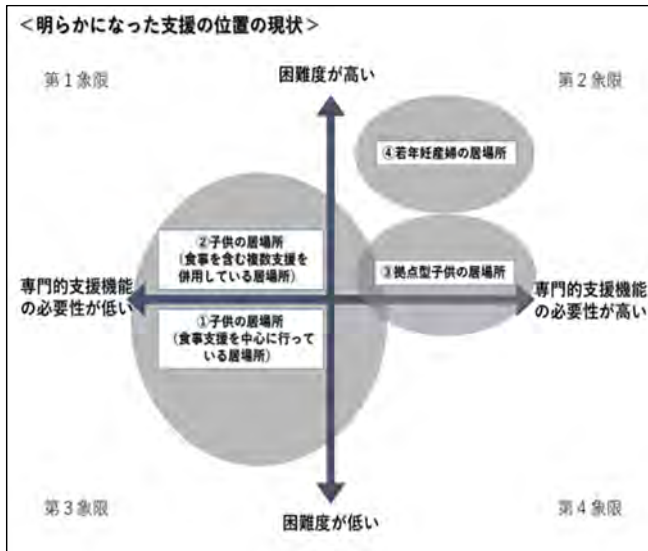 ＜明らかになった支援の位置の現状＞
第1象限
困難度が高い
第2象限
④若年妊産婦の居場所
②子供の居場所
（食事を含む複数支援を
併用している居場所）
③拠点型子供の居場所
専門的支援機能
の必要性が低い
専門的支援機能
の必要性が高い
①子供の居場所
（食事支援を中心に行って
いる居場所）
第3象限
困難度が低い
第4象限